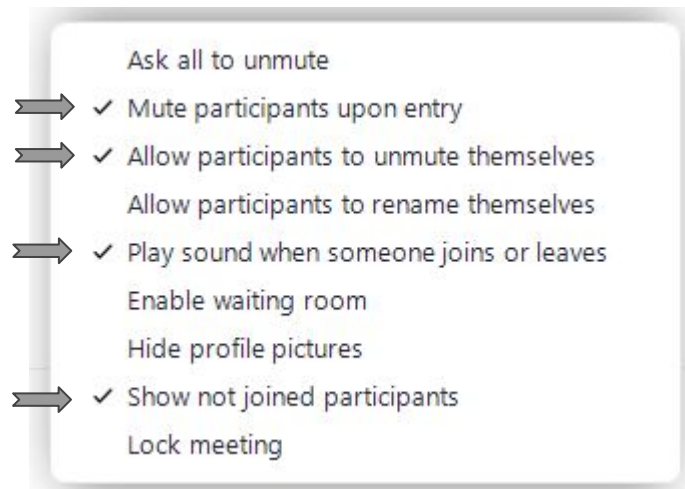 Ask all to unmute
✓ Mute participants upon entry
✓ Allow participants to unmute themselves
Allow participants to rename themselves
✓ Play sound when someone joins or leaves
Enable waiting room
Hide profile pictures
✓ Show not joined participants
Lock meeting